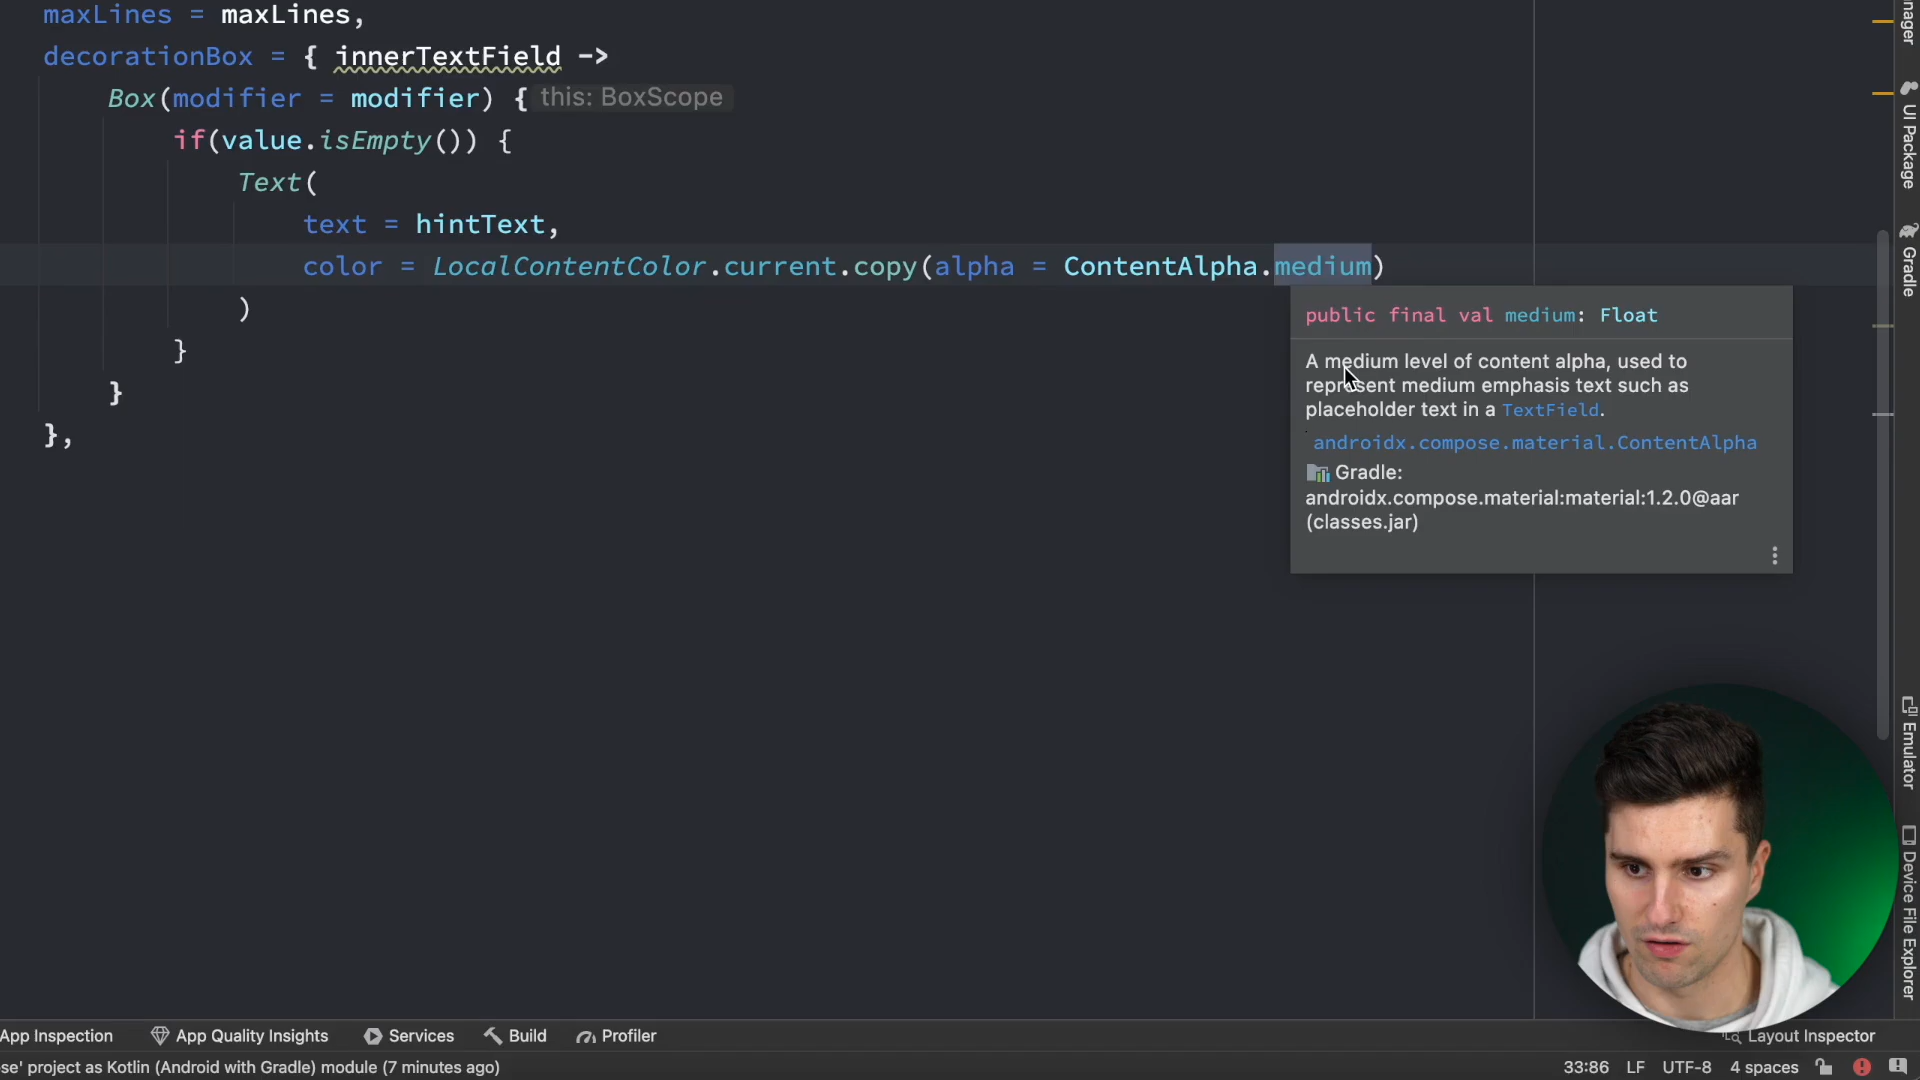 maxLines = maxLines,
decorationBox = { innerTextField ->
Box(modifier = modifier) { this: BoxScope
if(value.isEmpty()) {
Text(
text = hintText,
color = LocalContentColor.current.copy(alpha = ContentAlpha.medium)
)
}
}
},
public final val medium: Float
A medium level of content alpha, used to
represent medium emphasis text such as
placeholder text in a TextField.
androidx.compose.material.ContentAlpha
Gradle:
androidx.compose.material:material:1.2.0@aar
(classes.jar)
nager
UI Package
Gradle
Emulator
Device File Explorer
App Inspection
App Quality Insights
Services
Build
Profiler
Layout Inspector
se' project as Kotlin (Android with Gradle) module (7 minutes ago)
33:86 LF UTF-8 4 spaces